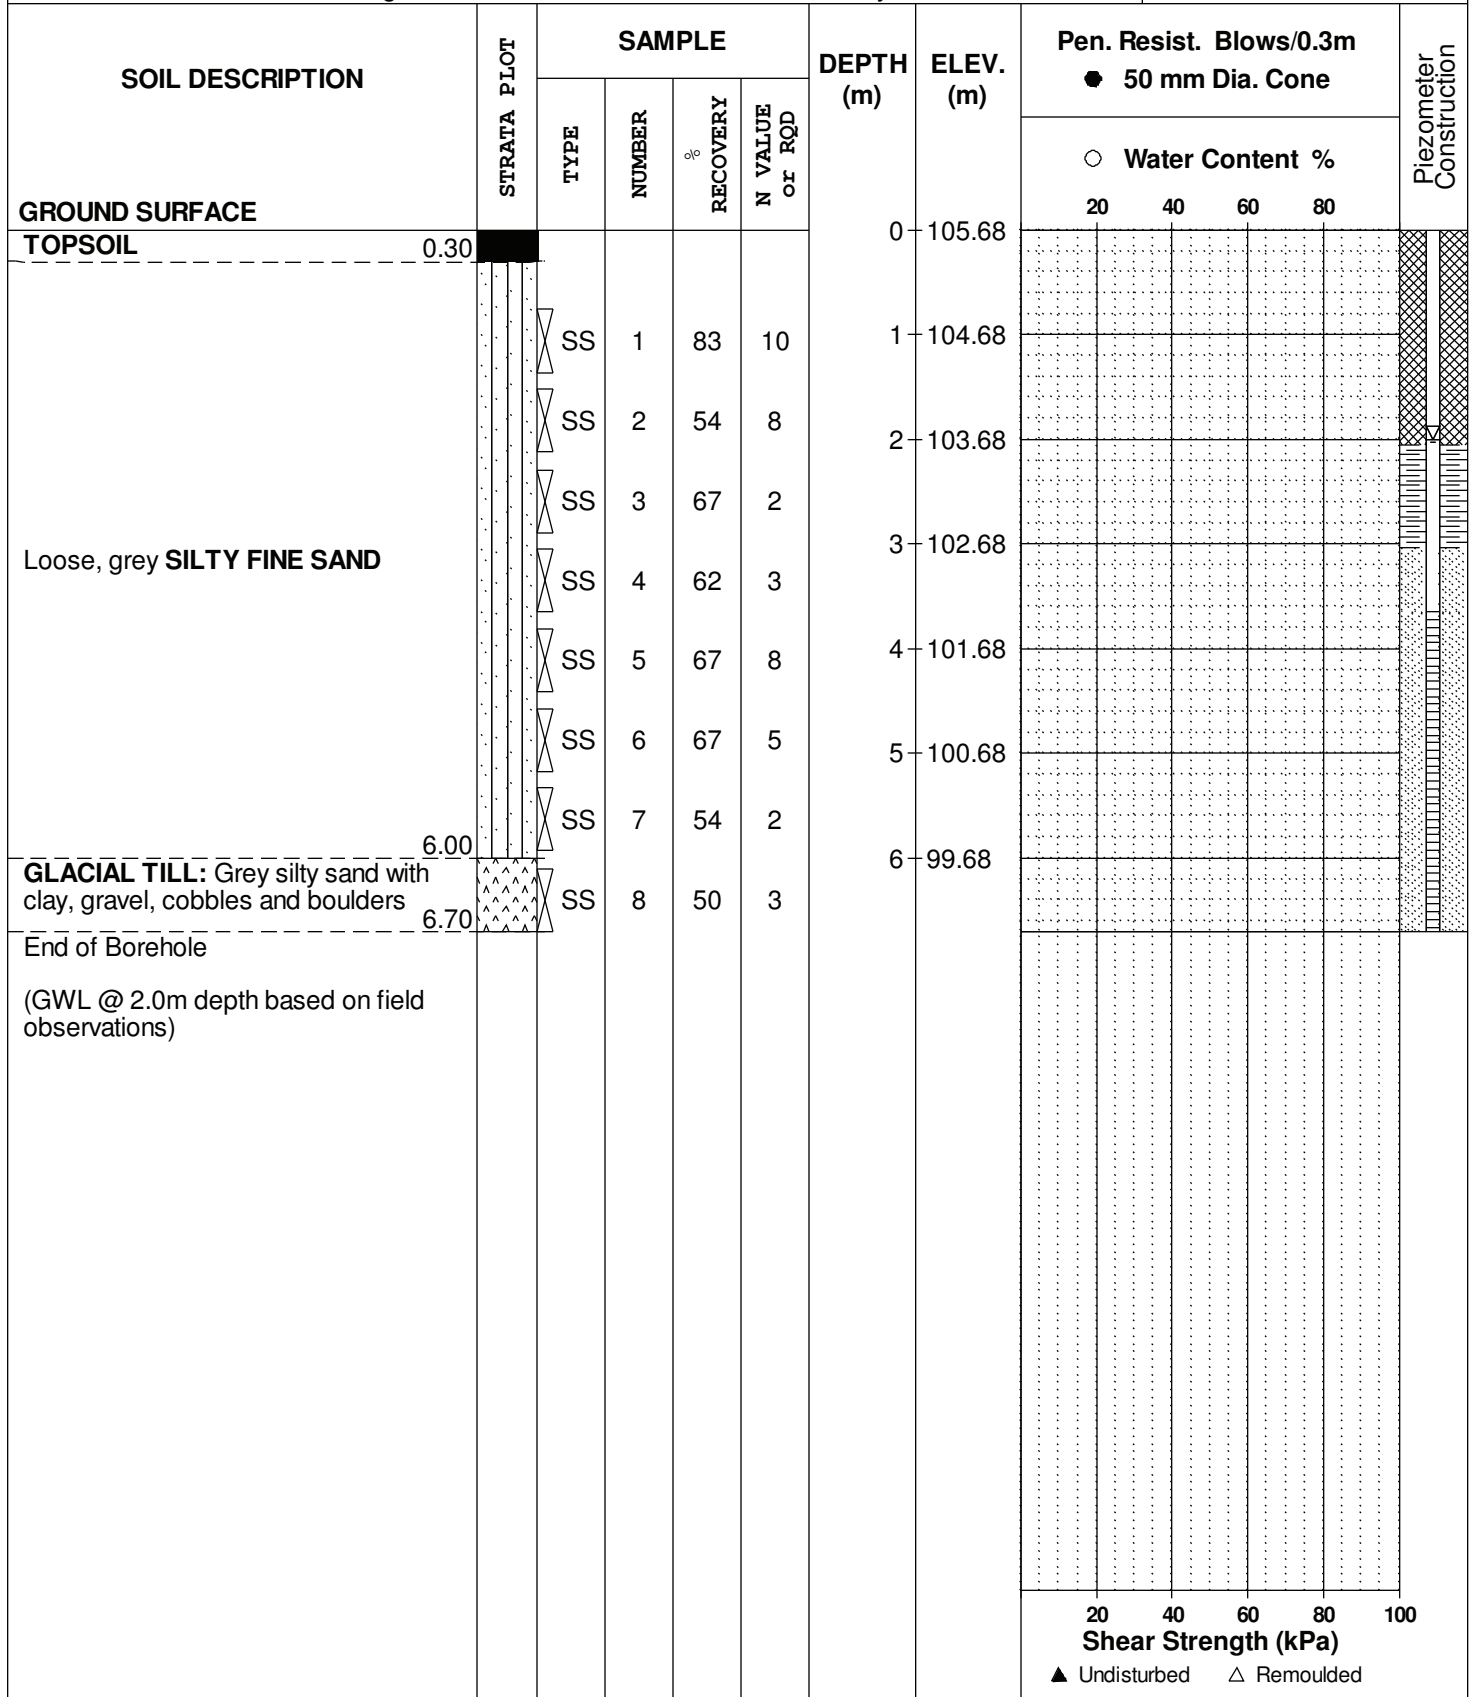 SOIL DESCRIPTION
GROUND SURFACE
STRATA PLOT
SAMPLE
TYPE
NUMBER
% RECOVERY
N VALUE or RQD
DEPTH (m)
ELEV. (m)
Pen. Resist. Blows/0.3m
● 50 mm Dia. Cone
○ Water Content %
20 40 60 80
Piezometer Construction
TOPSOIL 0.30
0 105.68
SS 1 83 10
1 104.68
SS 2 54 8
2 103.68
SS 3 67 2
3 102.68
Loose, grey SILTY FINE SAND
SS 4 62 3
4 101.68
SS 5 67 8
SS 6 67 5
5 100.68
SS 7 54 2
6.00
6 99.68
GLACIAL TILL: Grey silty sand with
clay, gravel, cobbles and boulders
6.70
SS 8 50 3
End of Borehole
(GWL @ 2.0m depth based on field
observations)
20 40 60 80 100
Shear Strength (kPa)
▲ Undisturbed △ Remoulded